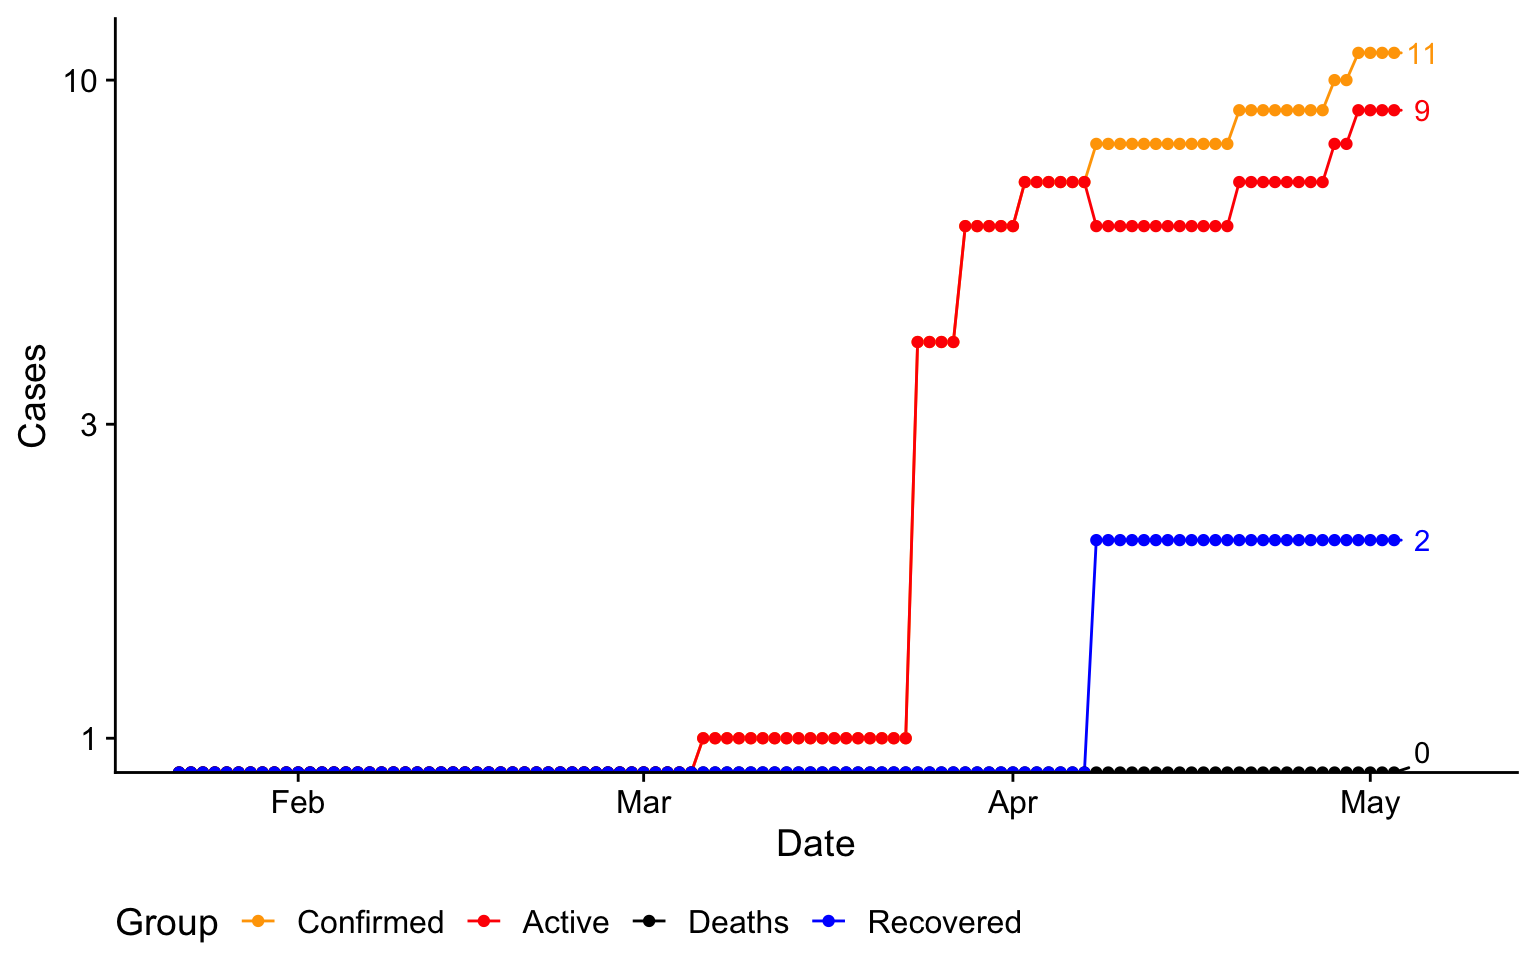 11
10
9
Cases
3
2
1
0
Feb Mar Apr May
Date
Group Confirmed Active Deaths Recovered